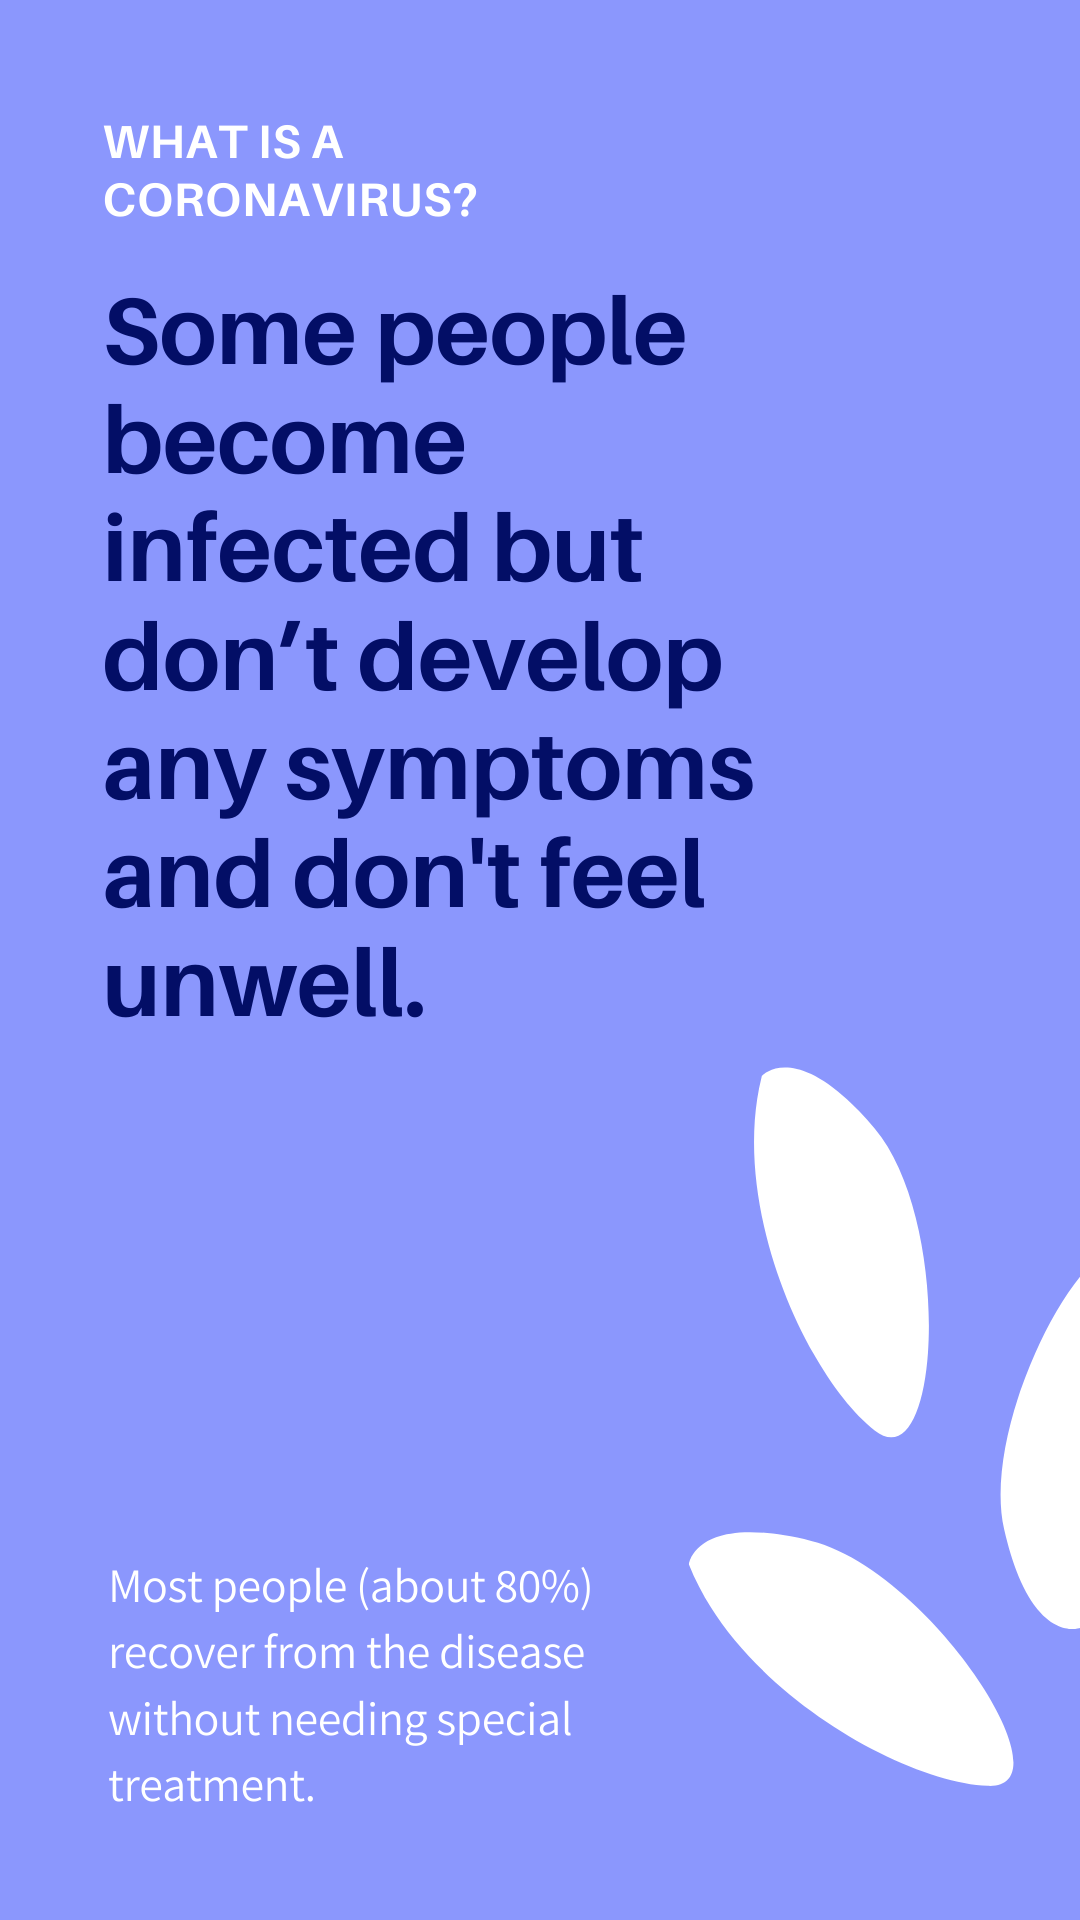 WHAT IS A
CORONAVIRUS?
Some people
become
infected but
don’t develop
any symptoms
and don't feel
unwell.
Most people (about 80%)
recover from the disease
without needing special
treatment.